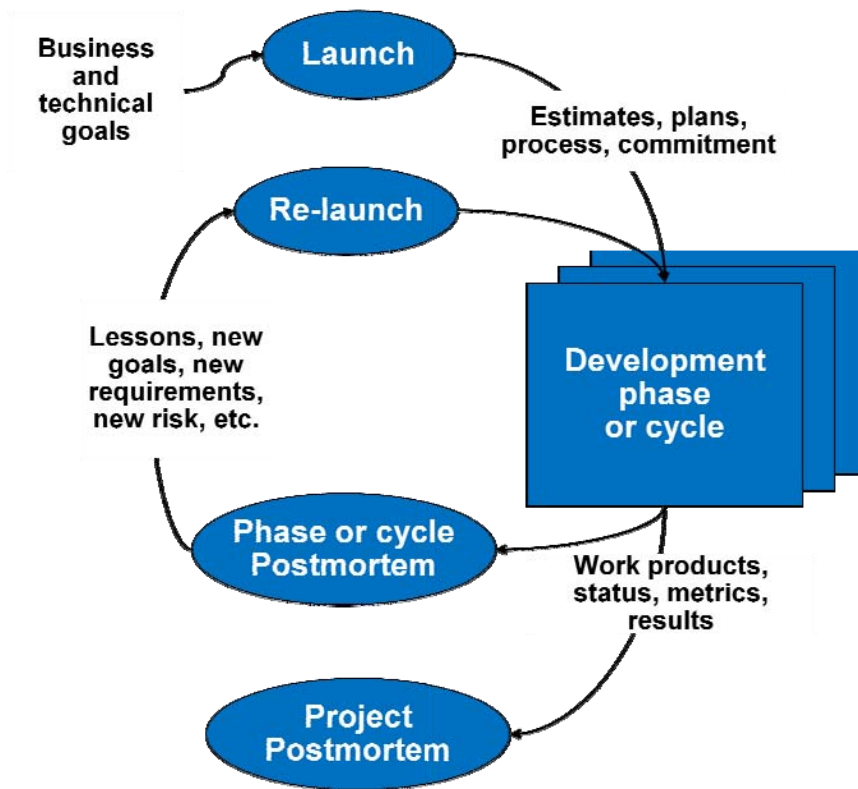 Business
and
technical
goals
Launch
Estimates, plans,
process, commitment
Re-launch
Lessons, new
goals, new
requirements,
new risk, etc.
Development
phase
or cycle
Phase or cycle
Postmortem
Work products,
status, metrics,
results
Project
Postmortem